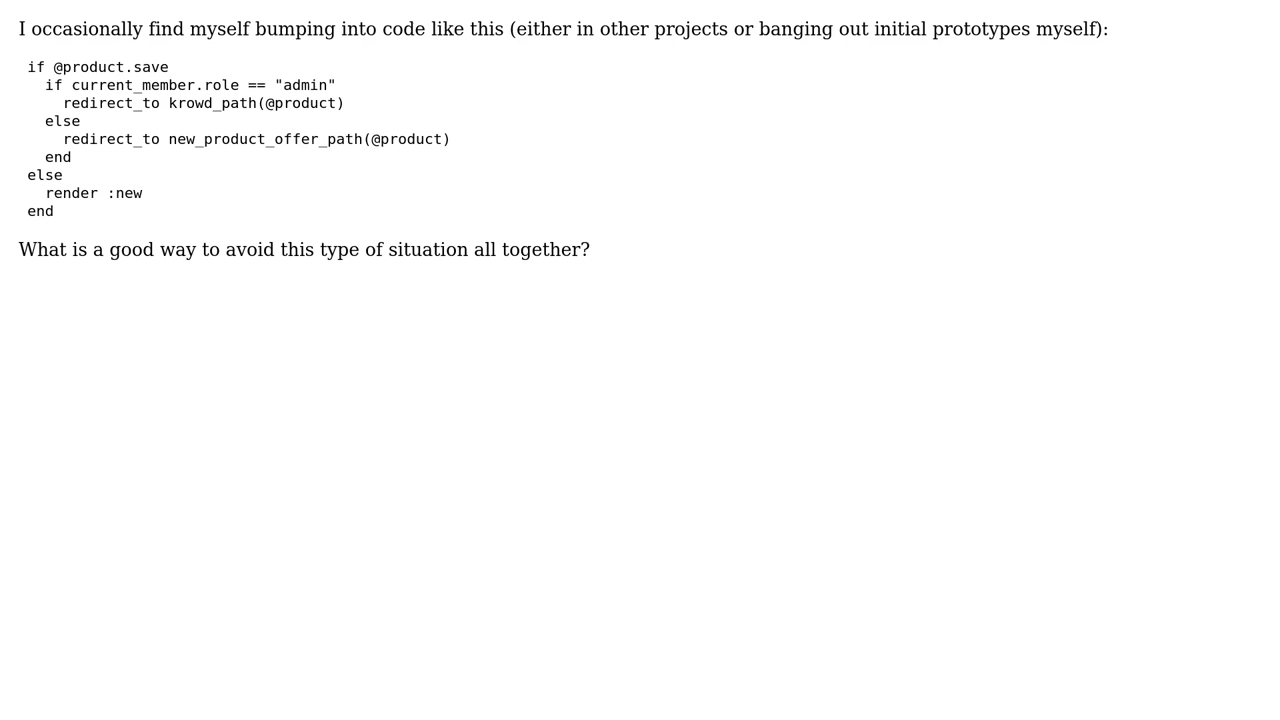 I occasionally find myself bumping into code like this (either in other projects or banging out initial prototypes myself):
if @product.save
  if current_member.role == "admin"
    redirect_to krowd_path(@product)
  else
    redirect_to new_product_offer_path(@product)
  end
else
  render :new
end
What is a good way to avoid this type of situation all together?